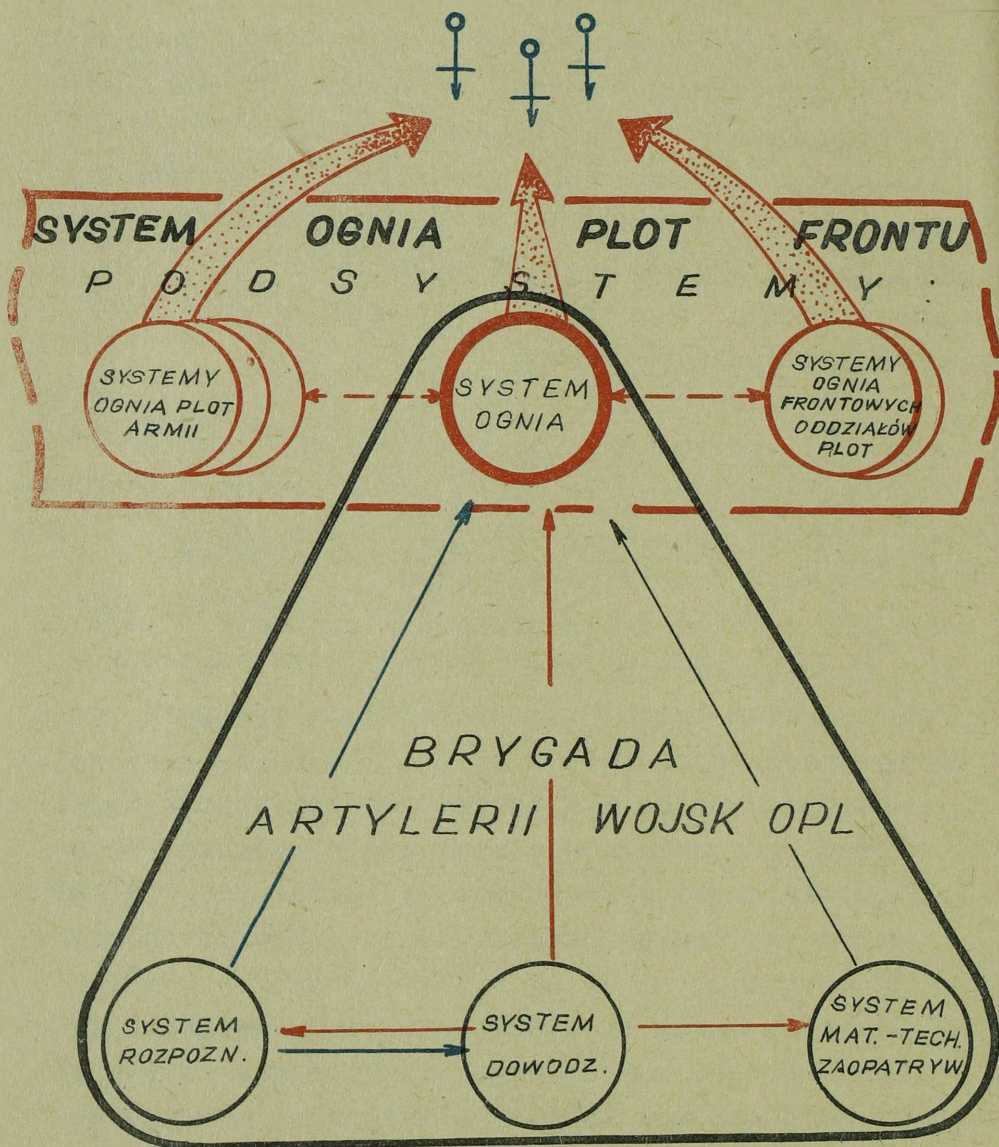 SYSTEM OGNIA PLOT FRONTU
PODSYSTEMY
SYSTEMY
OGNIA PLOT
ARMII
SYSTEM
OGNIA
SYSTEMY
OGNIA
FRONTOWYCH
ODDZIAŁÓW
PLOT
BRYGADA
ARTYLERII WOJSK OPL
SYSTEM
ROZPOZN.
SYSTEM
DOWODZ.
SYSTEM
MAT.-TECH.
ZAOPATRYW.